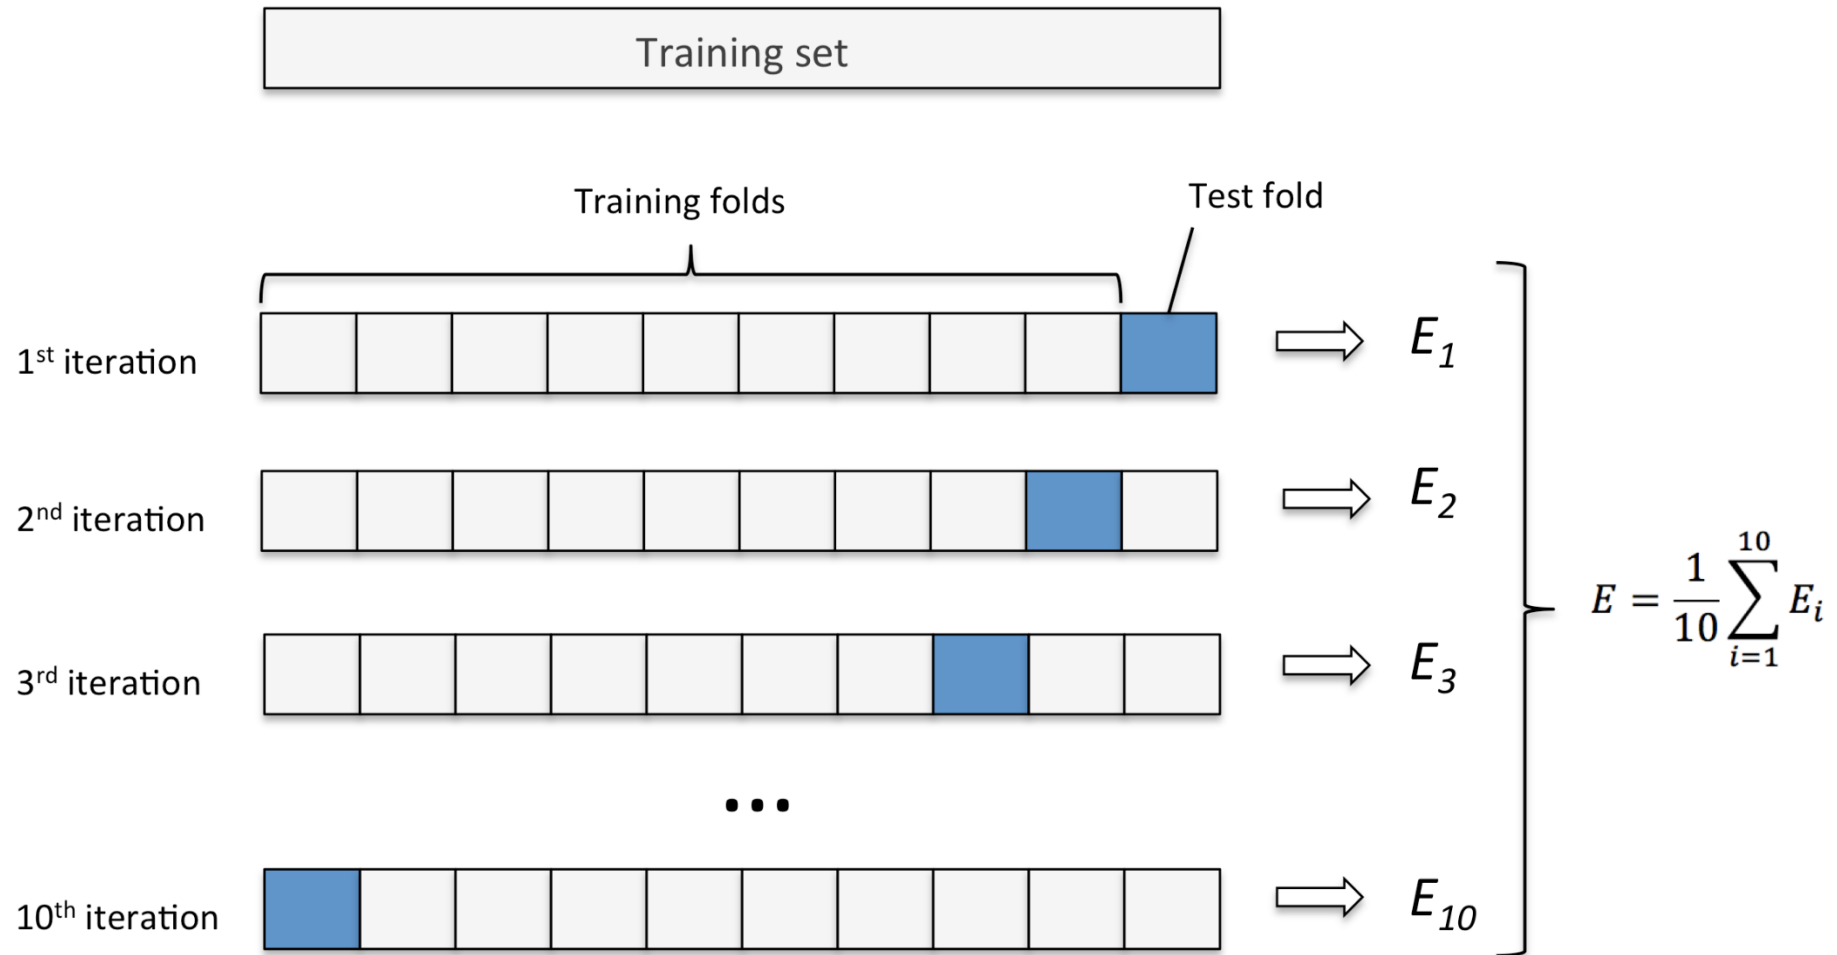 Training set
Training folds
Test fold
1st iteration
E1
2nd iteration
E2
3rd iteration
E3
...
10th iteration
E10
E = 1/10 ∑_{i=1}^{10} E_i